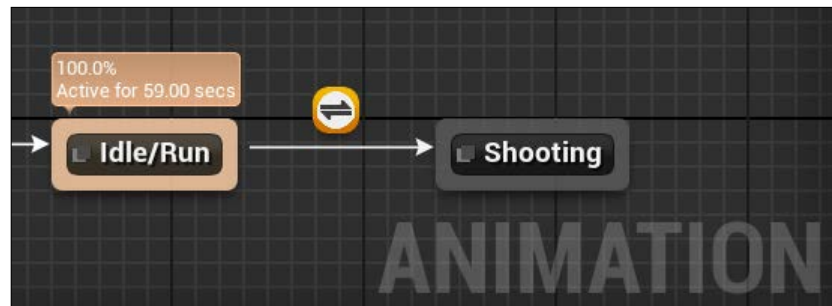 100.0%
Active for 59.00 secs
Idle/Run
Shooting
ANIMATION